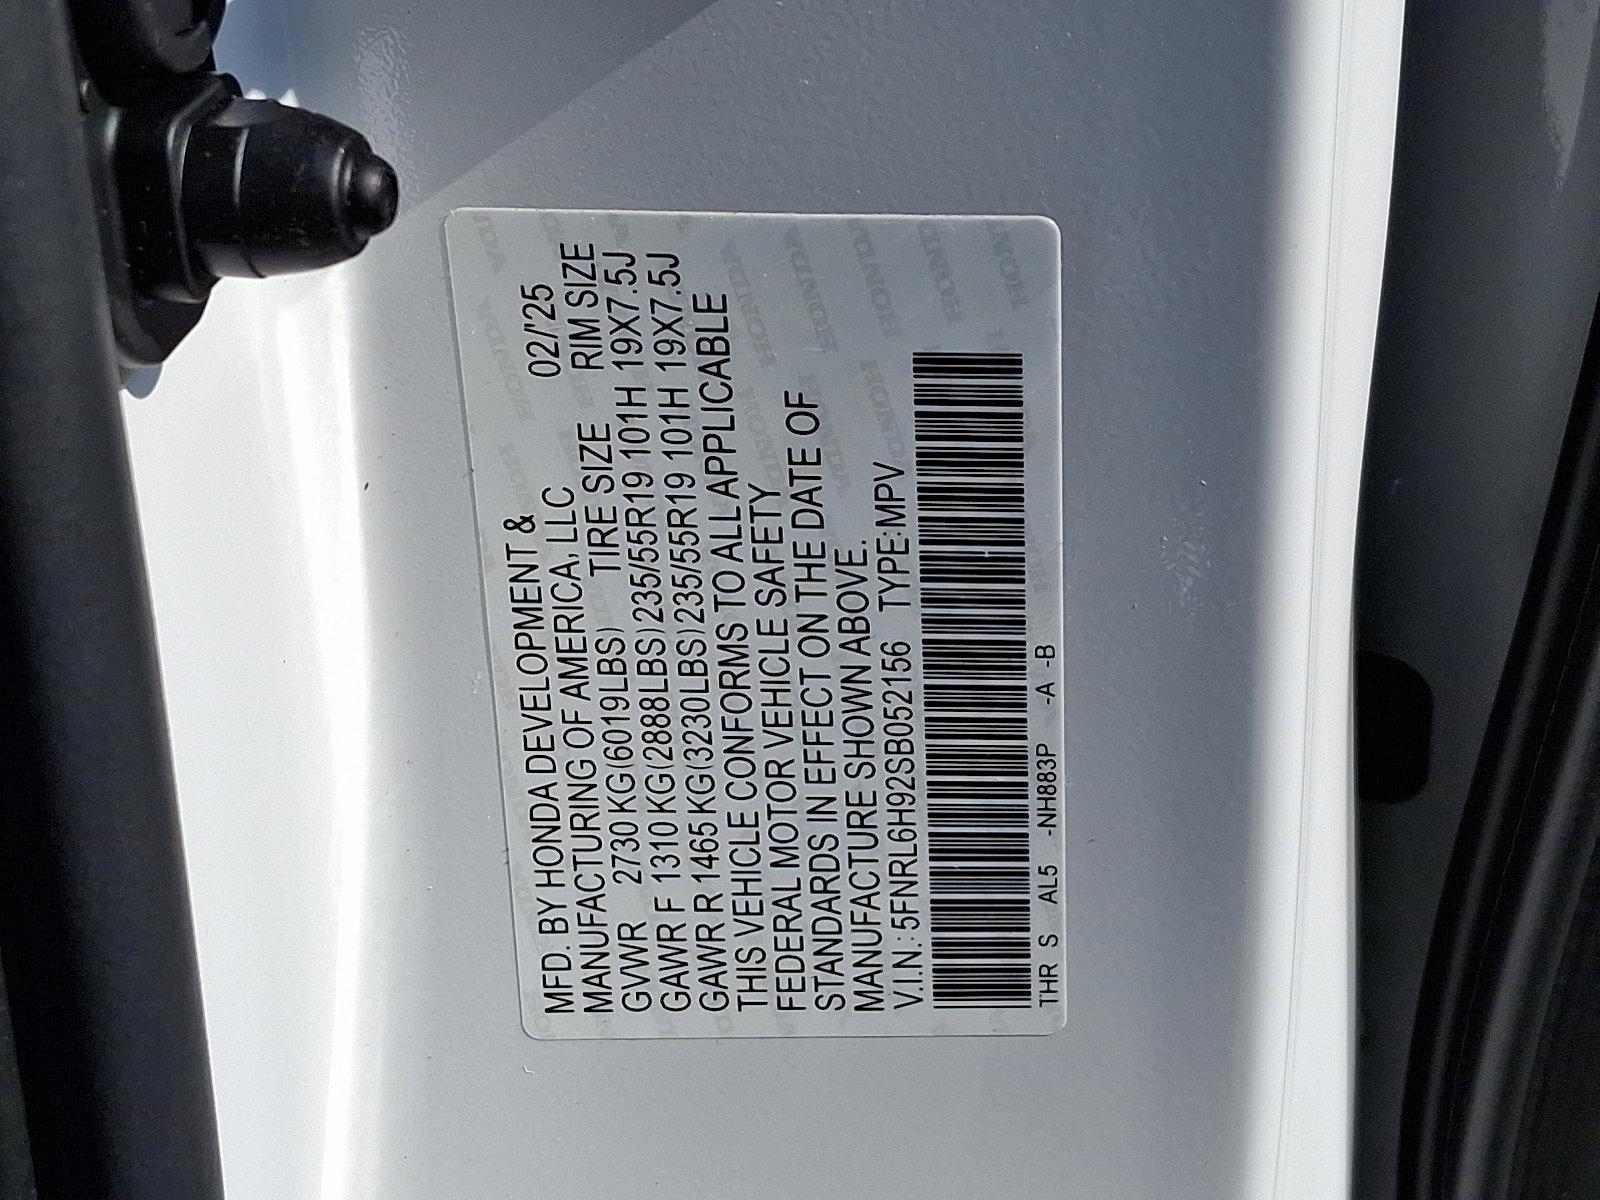 MFD. BY HONDA DEVELOPMENT & 02/'25
MANUFACTURING OF AMERICA, LLC
GVWR 2730 KG(6019LBS) TIRE SIZE RIM SIZE
GAWR F 1310 KG(2888LBS)235/55R19 101H 19X7.5J
GAWR R 1465 KG(3230LBS)235/55R19 101H 19X7.5J
THIS VEHICLE CONFORMS TO ALL APPLICABLE
FEDERAL MOTOR VEHICLE SAFETY
STANDARDS IN EFFECT ON THE DATE OF
MANUFACTURE SHOWN ABOVE.
V.I.N.: 5FNRL6H92SB052156 TYPE:MPV
THR S AL5 -NH883P -A -B